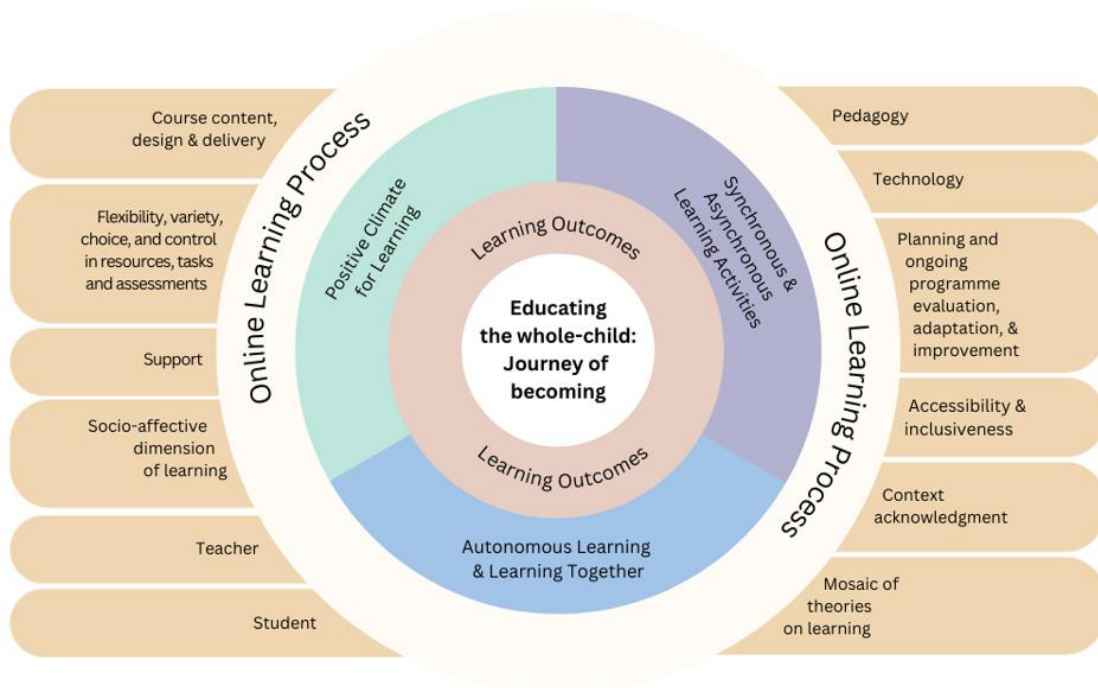 Course content,
design & delivery
Flexibility, variety,
choice, and control
in resources, tasks
and assessments
Support
Socio-affective
dimension
of learning
Teacher
Student
Online Learning Process
Positive Climate
for Learning
Synchronous &
Asynchronous
Learning Activities
Learning Outcomes
Educating
the whole-child:
Journey of
becoming
Learning Outcomes
Autonomous Learning
& Learning Together
Online Learning Process
Pedagogy
Technology
Planning and
ongoing
programme
evaluation,
adaptation, &
improvement
Accessibility &
inclusiveness
Context
acknowledgment
Mosaic of
theories
on learning